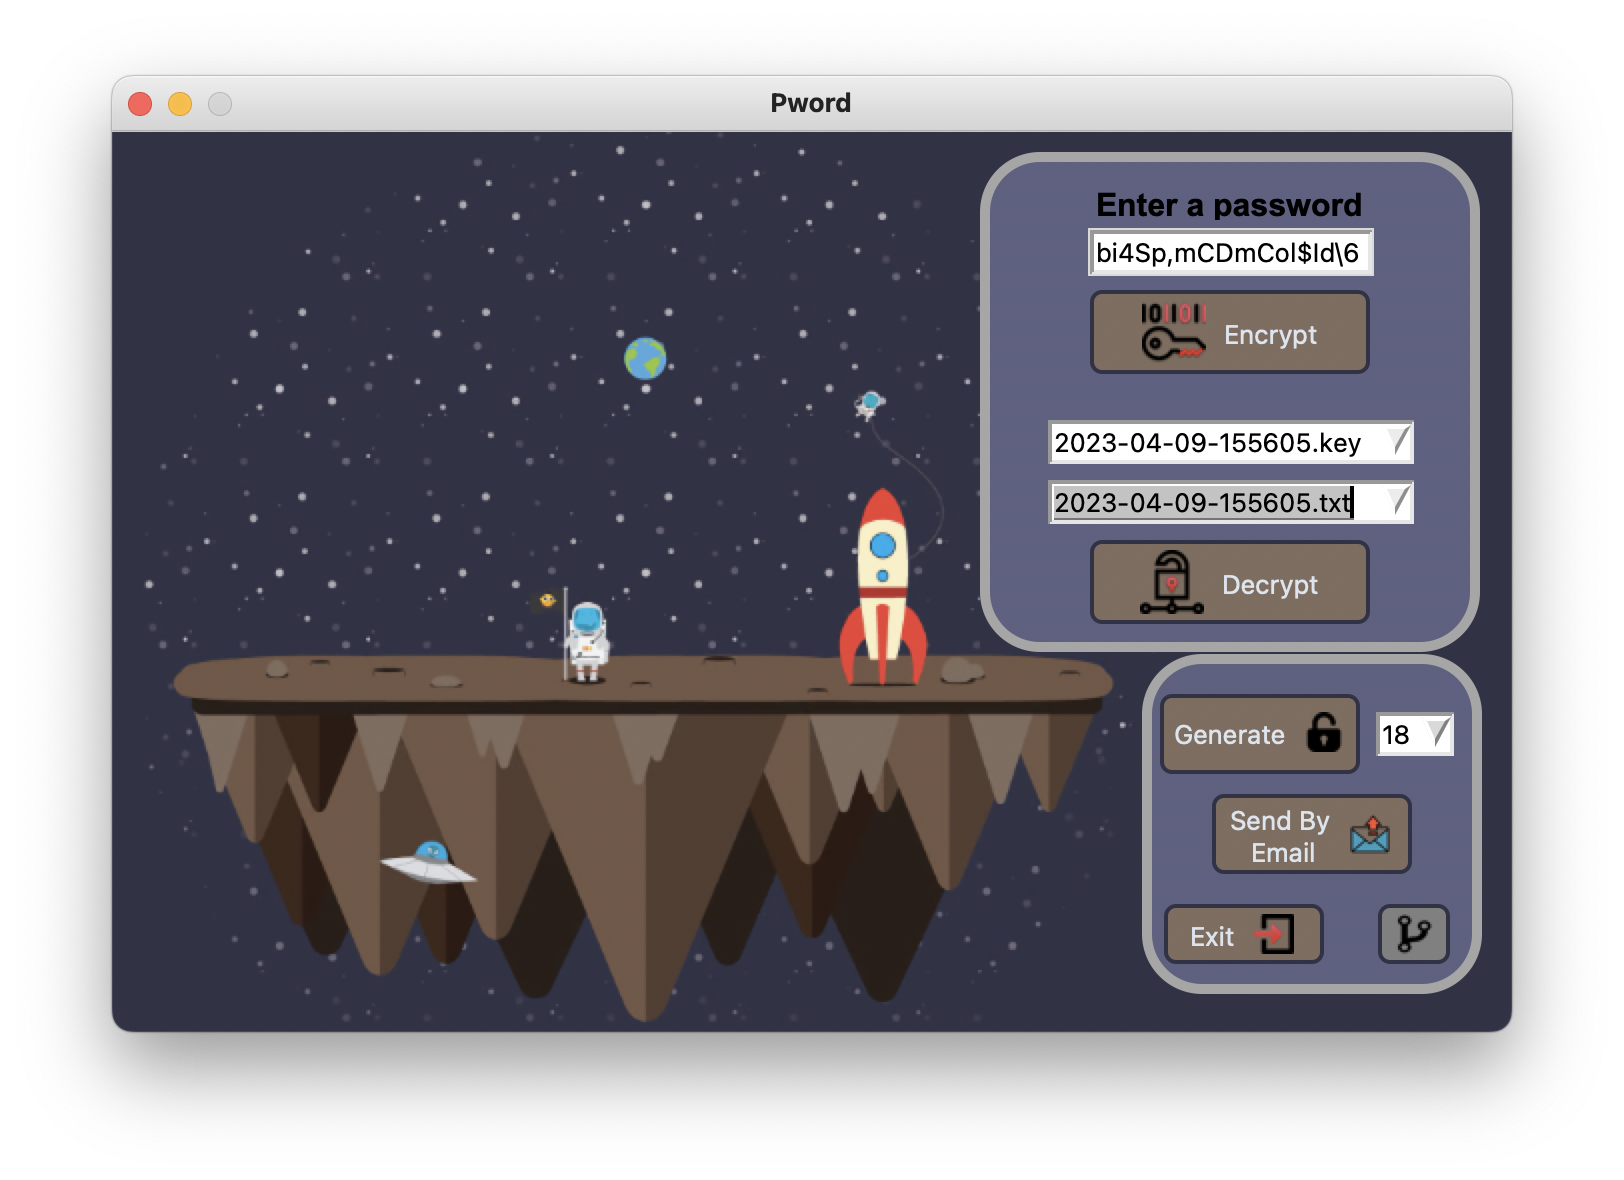 Pword
Enter a password
bi4Sp,mCDmCol$Id\6
Encrypt
2023-04-09-155605.key
2023-04-09-155605.txt
Decrypt
Generate
18
Send By
Email
Exit